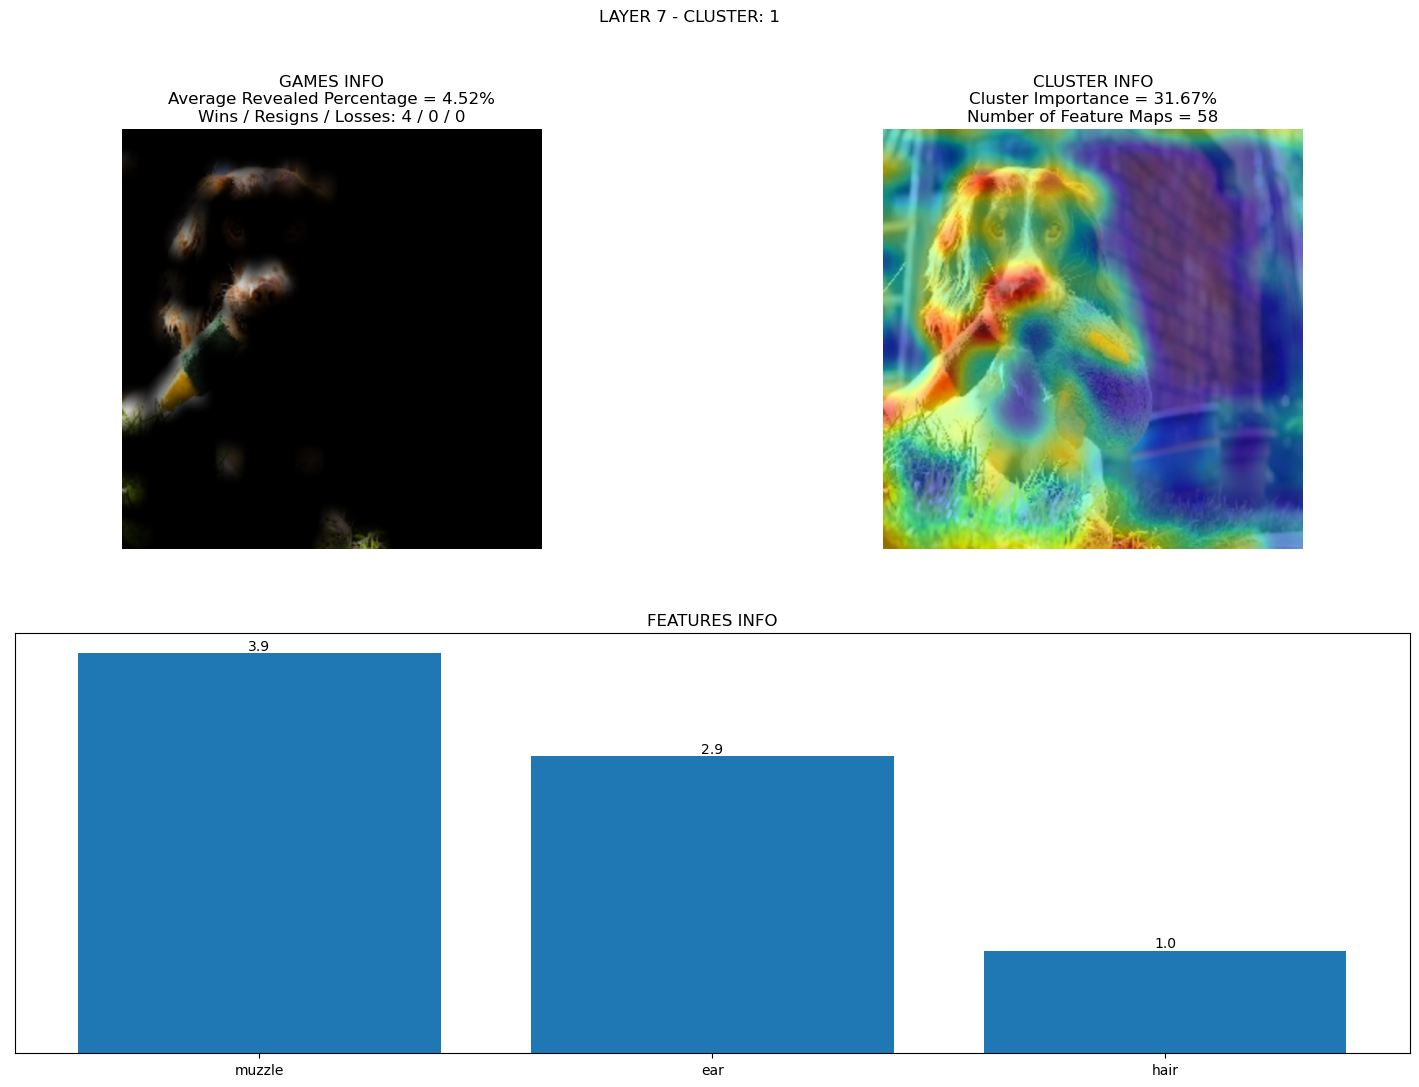 LAYER 7 - CLUSTER: 1
GAMES INFO
Average Revealed Percentage = 4.52%
Wins / Resigns / Losses: 4 / 0 / 0
CLUSTER INFO
Cluster Importance = 31.67%
Number of Feature Maps = 58
FEATURES INFO
3.9
2.9
1.0
muzzle
ear
hair